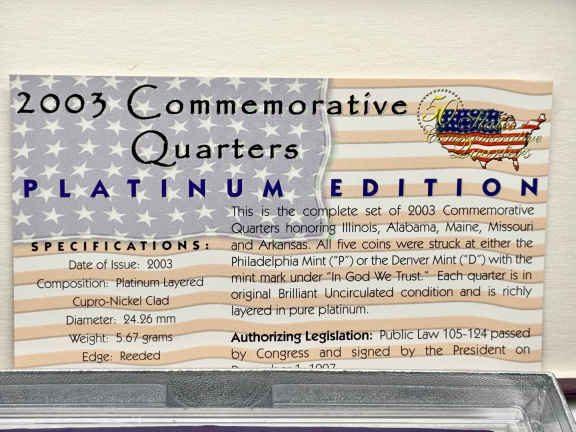 2003 Commemorative
Quarters
50
PLATINUM EDITION
SPECIFICATIONS:
Date of Issue: 2003
Composition: Platinum Layered
Cupro-Nickel Clad
Diameter: 24.26 mm
Weight: 5.67 grams
Edge: Reeded
This is the complete set of 2003 Commemorative
Quarters honoring Illinois, Alabama, Maine, Missouri
and Arkansas. All five coins were struck at either the
Philadelphia Mint ("P") or the Denver Mint ("D") with the
mint mark under "In God We Trust." Each quarter is in
original Brilliant Uncirculated condition and is richly
layered in pure platinum.
Authorizing Legislation: Public Law 105-124 passed
by Congress and signed by the President on